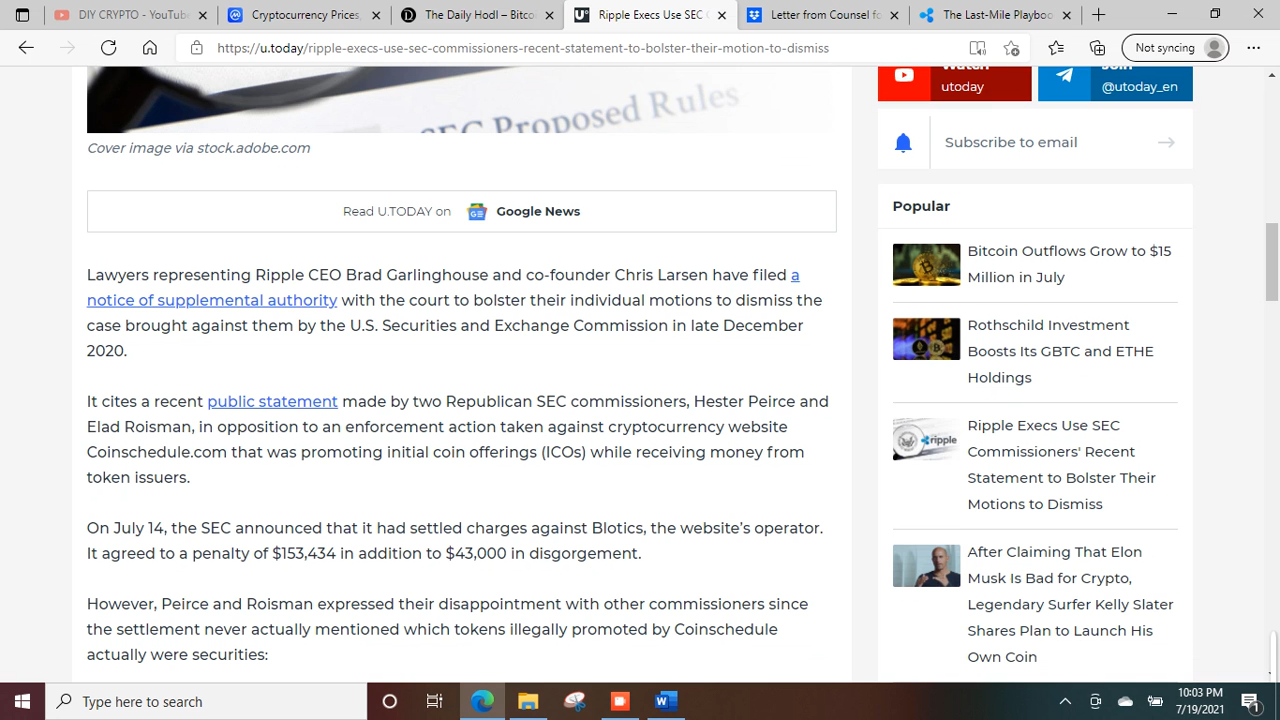 CEO CRYPTO - YouTube
Cryptocurrency Prices,
The Daily Hodl – Bitco
Ripple Execs Use SEC C
Letter from Counsel fo
The Last-Mile Playboo
https://u.today/ripple-execs-use-sec-commissioners-recent-statement-to-bolster-their-motion-to-dismiss
Not syncing
SEC Proposed Rules
Cover image via stock.adobe.com
Read U.TODAY on
GE Google News
Lawyers representing Ripple CEO Brad Garlinghouse and co-founder Chris Larsen have filed a
notice of supplemental authority with the court to bolster their individual motions to dismiss the
case brought against them by the U.S. Securities and Exchange Commission in late December
2020.
It cites a recent public statement made by two Republican SEC commissioners, Hester Peirce and
Elad Roisman, in opposition to an enforcement action taken against cryptocurrency website
Coinschedule.com that was promoting initial coin offerings (ICOs) while receiving money from
token issuers.
On July 14, the SEC announced that it had settled charges against Blotics, the website's operator.
It agreed to a penalty of $153,434 in addition to $43,000 in disgorgement.
However, Peirce and Roisman expressed their disappointment with other commissioners since
the settlement never actually mentioned which tokens illegally promoted by Coinschedule
actually were securities:
Watch
utoday
Join
@utoday_en
Subscribe to email
Popular
Bitcoin Outflows Grow to $15
Million in July
Rothschild Investment
Boosts Its GBTC and ETHE
Holdings
ripple
Ripple Execs Use SEC
Commissioners' Recent
Statement to Bolster Their
Motions to Dismiss
After Claiming That Elon
Musk Is Bad for Crypto,
Legendary Surfer Kelly Slater
Shares Plan to Launch His
Own Coin
Type here to search
10:03 PM
7/19/2021
1